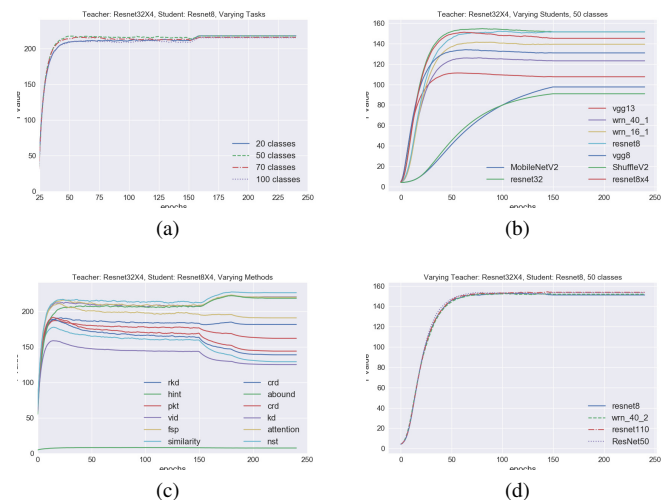 Teacher: Resnet32X4, Student: Resnet8, Varying Tasks
200
150
100
50
0
25 50 75 100 125 150 175 200 225 250
epochs
20 classes
50 classes
70 classes
100 classes
(a)
Teacher: Resnet32X4, Varying Students, 50 classes
160
140
120
100
80
60
40
20
0
0 50 100 150 200 250
epochs
vgg13
wrn_40_1
wrn_16_1
resnet8
vgg8
ShuffleV2
resnet8x4
MobileNetV2
resnet32
(b)
Teacher: Resnet32X4, Student: Resnet8X4, Varying Methods
200
150
100
50
0
0 50 100 150 200 250
epochs
rkd
hint
pkt
vid
fsp
similarity
crd
abound
crd
kd
attention
nst
(c)
Varying Teacher: Resnet32X4, Student: Resnet8, 50 classes
160
140
120
100
80
60
40
20
0
0 50 100 150 200 250
epochs
resnet8
wrn_40_2
resnet110
ResNet50
(d)